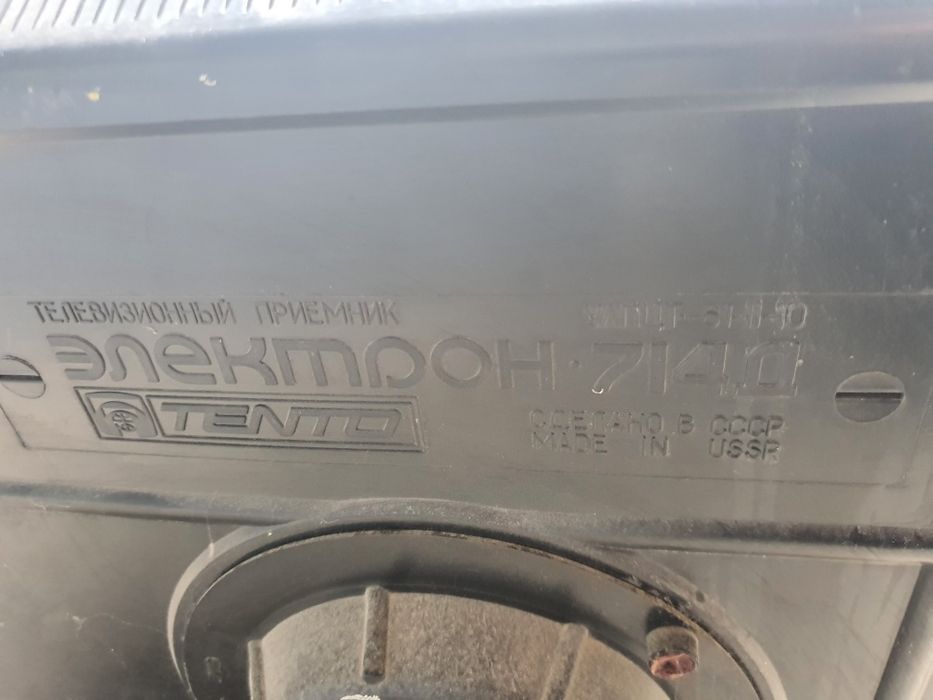 ТЕЛЕВИЗИОННЫЙ ПРИЕМНИК
ЭЛЕКТРОН·714Д
TENTO
СДЕЛАНО В СССР
MADE IN USSR